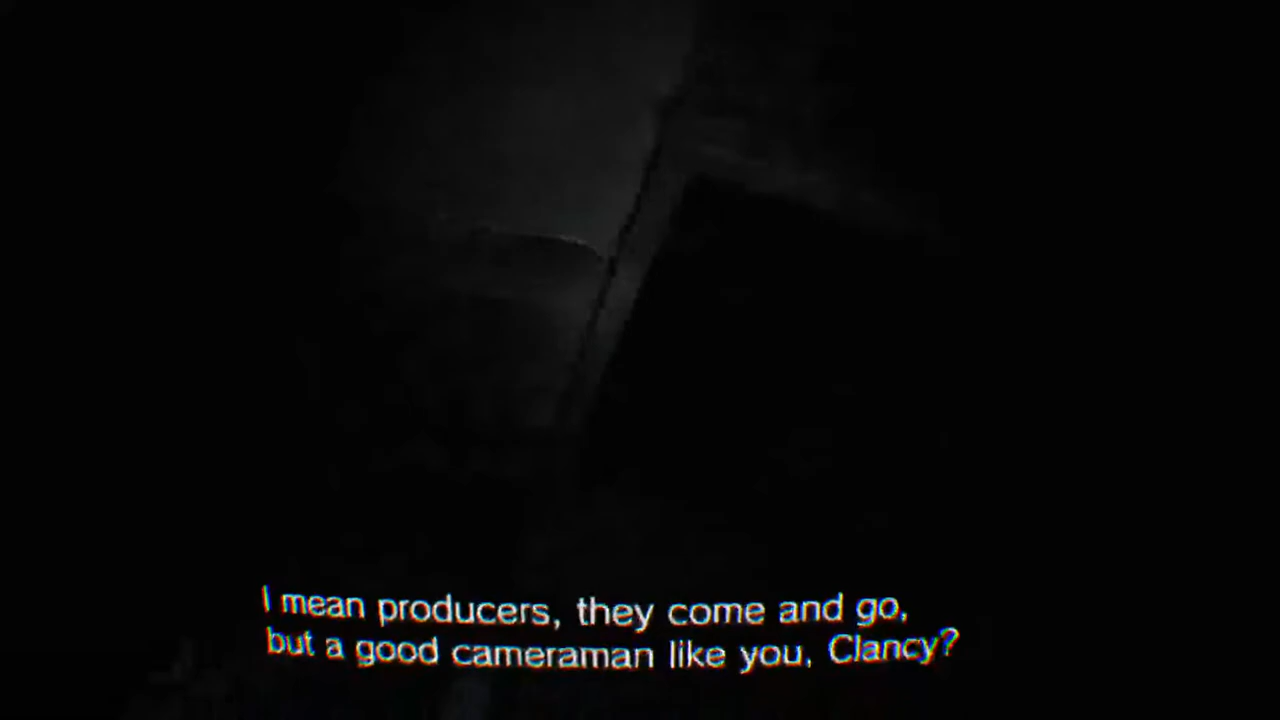 I mean producers, they come and go,
but a good cameraman like you, Clancy?